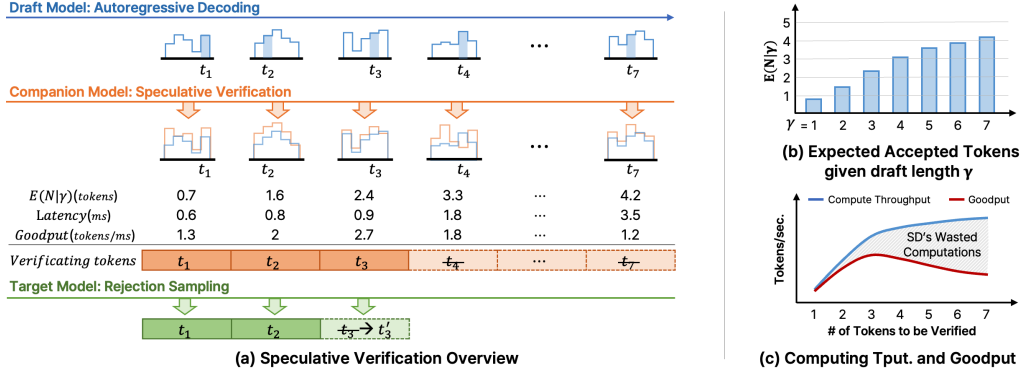 Draft Model: Autoregressive Decoding
t1 t2 t3 t4 ... t7
Companion Model: Speculative Verification
t1 t2 t3 t4 ... t7
E(N|γ)(tokens) 0.7 1.6 2.4 3.3 ... 4.2
Latency(ms) 0.6 0.8 0.9 1.8 ... 3.5
Goodput(tokens/ms) 1.3 2 2.7 1.8 ... 1.2
Verificating tokens t1 t2 t3 t4 ... t7
Target Model: Rejection Sampling
t1 t2 t3 → t′3
(a) Speculative Verification Overview
E(N|γ)
5
4
3
2
1
γ = 1 2 3 4 5 6 7
(b) Expected Accepted Tokens
given draft length γ
Compute Throughput Goodput
SD's Wasted
Computations
Tokens/sec.
1 2 3 4 5 6 7
# of Tokens to be Verified
(c) Computing Tput. and Goodput